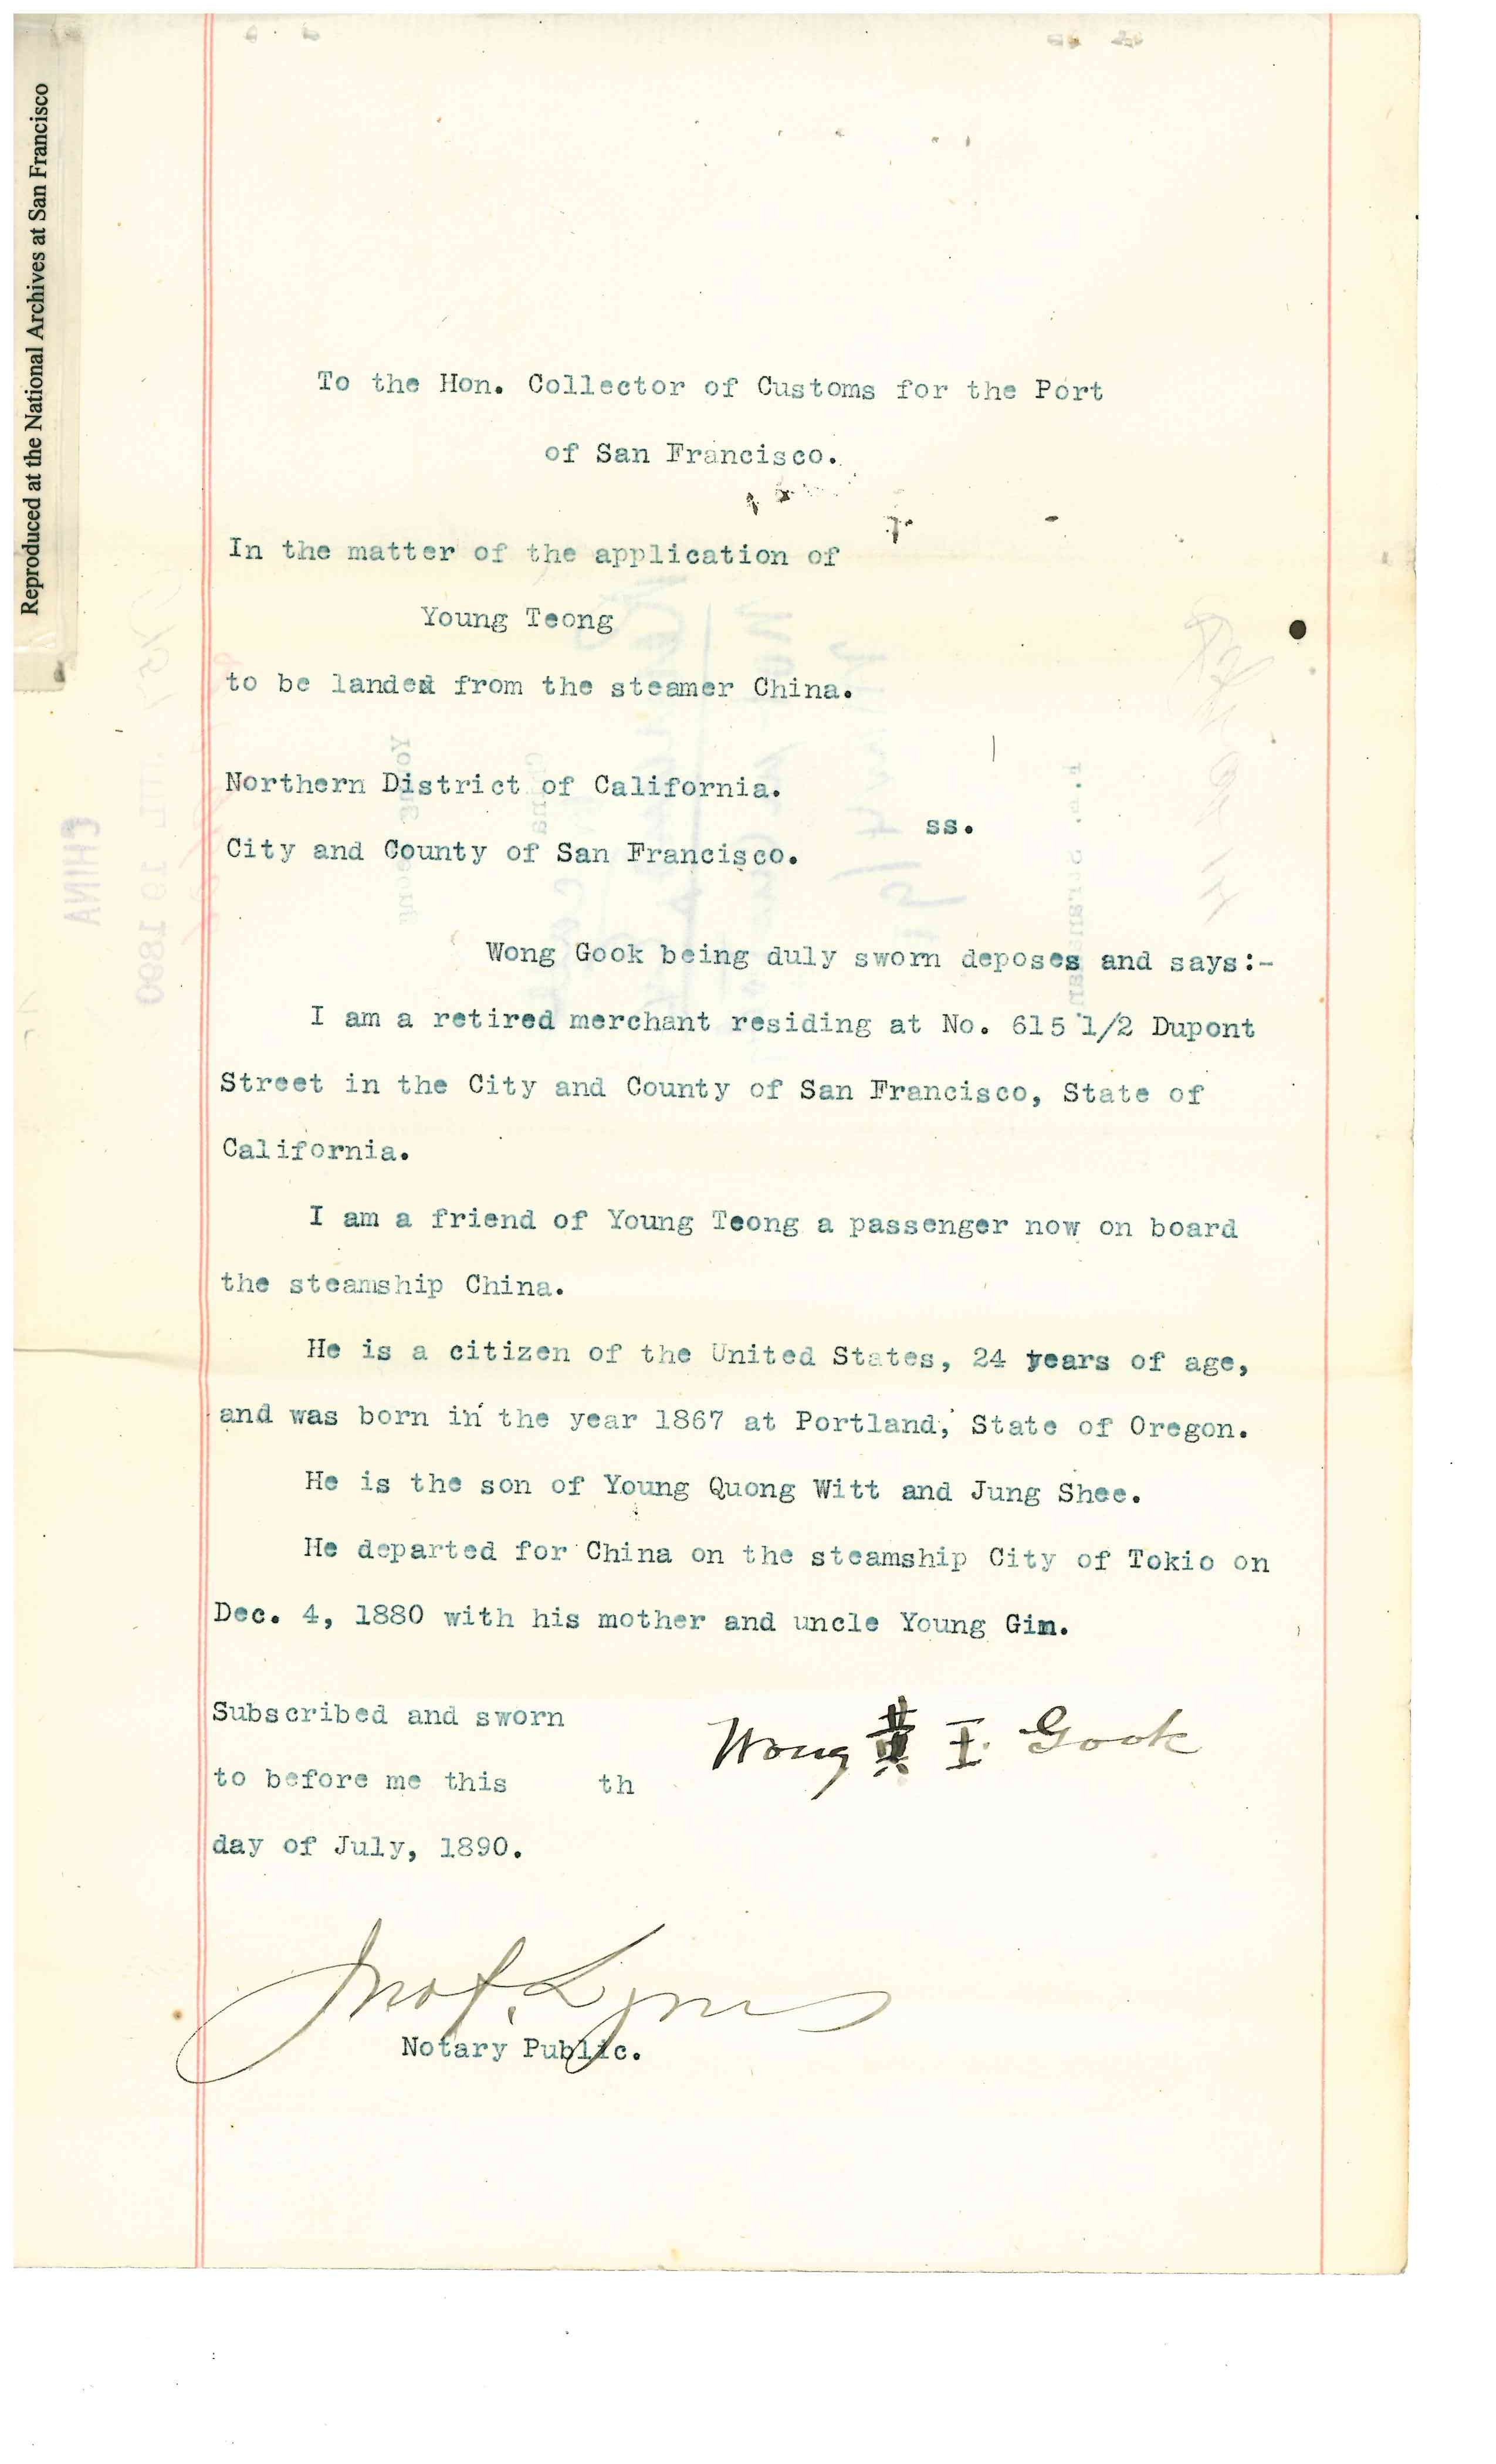 Reproduced at the National Archives at San Francisco
To the Hon. Collector of Customs for the Port
of San Francisco.
In the matter of the application of
Young Teong
to be landed from the steamer China.
Northern District of California.
ss.
City and County of San Francisco.
Wong Gook being duly sworn deposes and says:-
I am a retired merchant residing at No. 615 1/2 Dupont
Street in the City and County of San Francisco, State of
California.
I am a friend of Young Teong a passenger now on board
the steamship China.
He is a citizen of the United States, 24 years of age,
and was born in the year 1867 at Portland, State of Oregon.
He is the son of Young Quong Witt and Jung Shee.
He departed for China on the steamship City of Tokio on
Dec. 4, 1880 with his mother and uncle Young Gim.
Subscribed and sworn
Wong 黄 玉 Gook
to before me this th
day of July, 1890.
Notary Public.
CHINA
JUL 19 1890